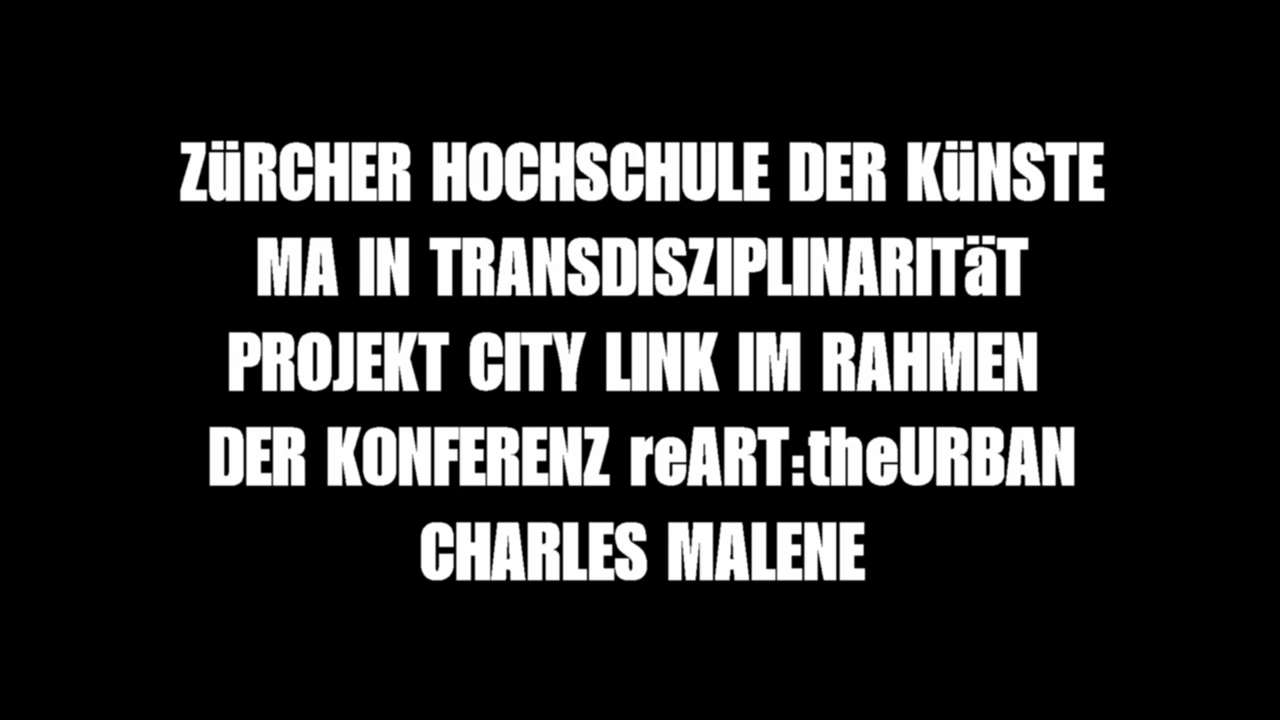 ZüRCHER HOCHSCHULE DER KüNSTE
MA IN TRANSDISZIPLINARITäT
PROJEKT CITY LINK IM RAHMEN
DER KONFERENZ reART:theURBAN
CHARLES MALENE